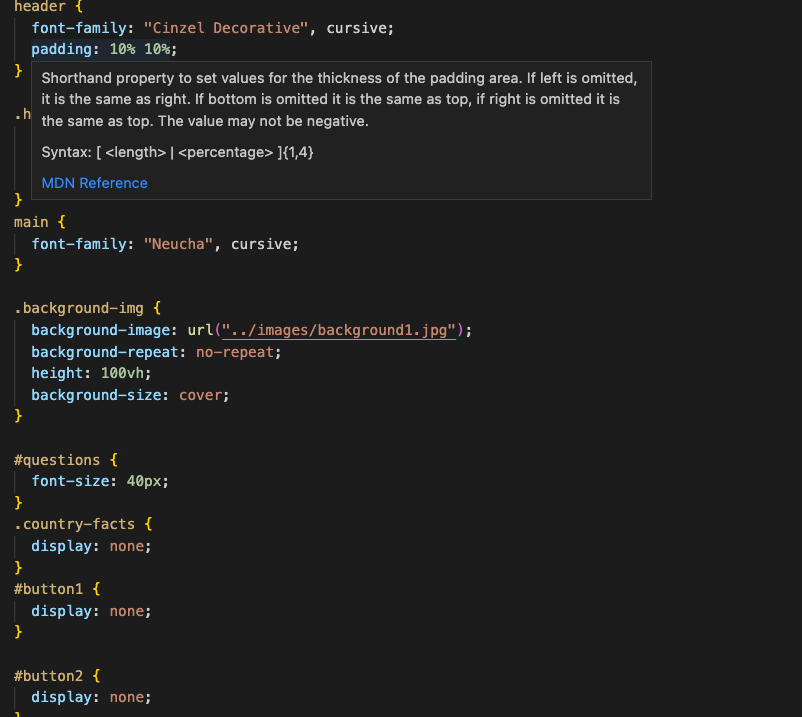 header {
font-family: "Cinzel Decorative", cursive;
padding: 10% 10%;
}
Shorthand property to set values for the thickness of the padding area. If left is omitted,
it is the same as right. If bottom is omitted it is the same as top, if right is omitted it is
the same as top. The value may not be negative.
Syntax: [ <length> | <percentage> ]{1,4}
MDN Reference
.h
}
main {
font-family: "Neucha", cursive;
}
.background-img {
background-image: url("../images/background1.jpg");
background-repeat: no-repeat;
height: 100vh;
background-size: cover;
}
#questions {
font-size: 40px;
}
.country-facts {
display: none;
}
#button1 {
display: none;
}
#button2 {
display: none;
}